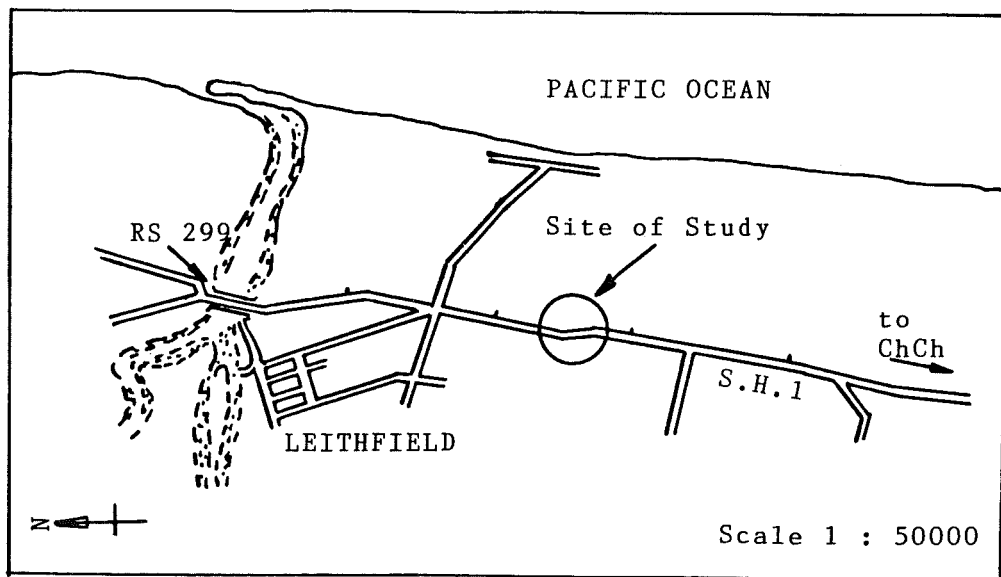 PACIFIC OCEAN
RS 299
Site of Study
to
ChCh
S.H.1
LEITHFIELD
N
Scale 1 : 50000